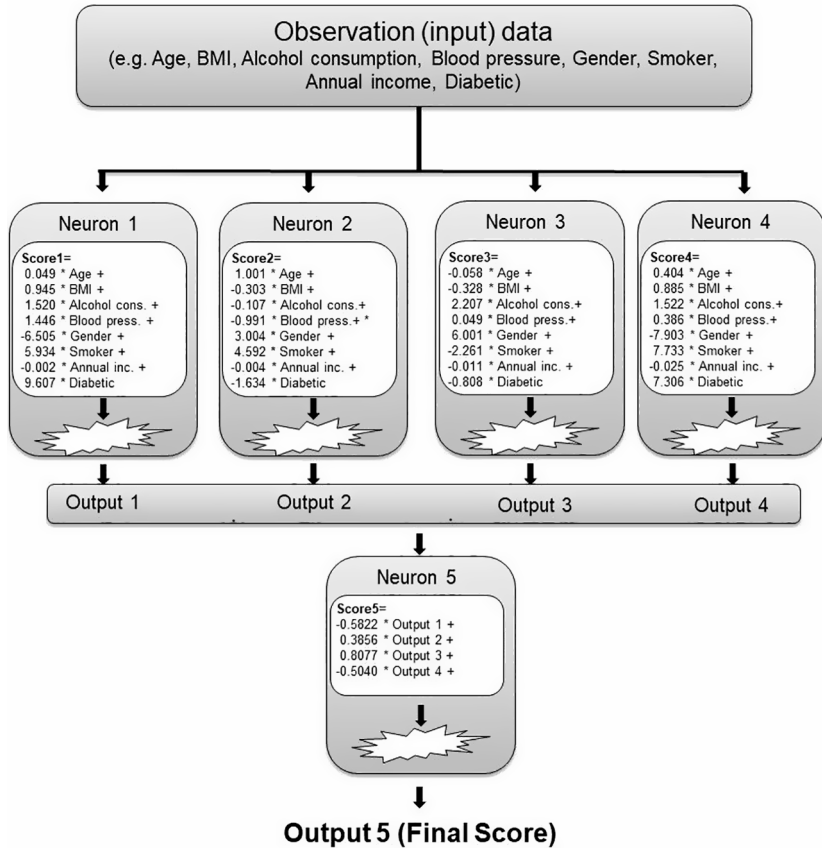 Observation (input) data
(e.g. Age, BMI, Alcohol consumption, Blood pressure, Gender, Smoker,
Annual income, Diabetic)
Neuron 1
Score1=
0.049 * Age +
0.945 * BMI +
1.520 * Alcohol cons. +
1.446 * Blood press. +
-6.505 * Gender +
5.934 * Smoker +
-0.002 * Annual inc. +
9.607 * Diabetic
Neuron 2
Score2=
1.001 * Age +
-0.303 * BMI +
-0.107 * Alcohol cons.+
-0.991 * Blood press.+ *
3.004 * Gender +
4.592 * Smoker +
-0.004 * Annual inc. +
-1.634 * Diabetic
Neuron 3
Score3=
-0.058 * Age +
-0.328 * BMI +
2.207 * Alcohol cons.+
0.049 * Blood press.+
6.001 * Gender +
-2.261 * Smoker +
-0.011 * Annual inc. +
-0.808 * Diabetic
Neuron 4
Score4=
0.404 * Age +
0.885 * BMI +
1.522 * Alcohol cons.+
0.386 * Blood press.+
-7.903 * Gender +
7.733 * Smoker +
-0.025 * Annual inc. +
7.306 * Diabetic
Output 1 Output 2 Output 3 Output 4
Neuron 5
Score5=
-0.5822 * Output 1 +
0.3856 * Output 2 +
0.8077 * Output 3 +
-0.5040 * Output 4 +
Output 5 (Final Score)